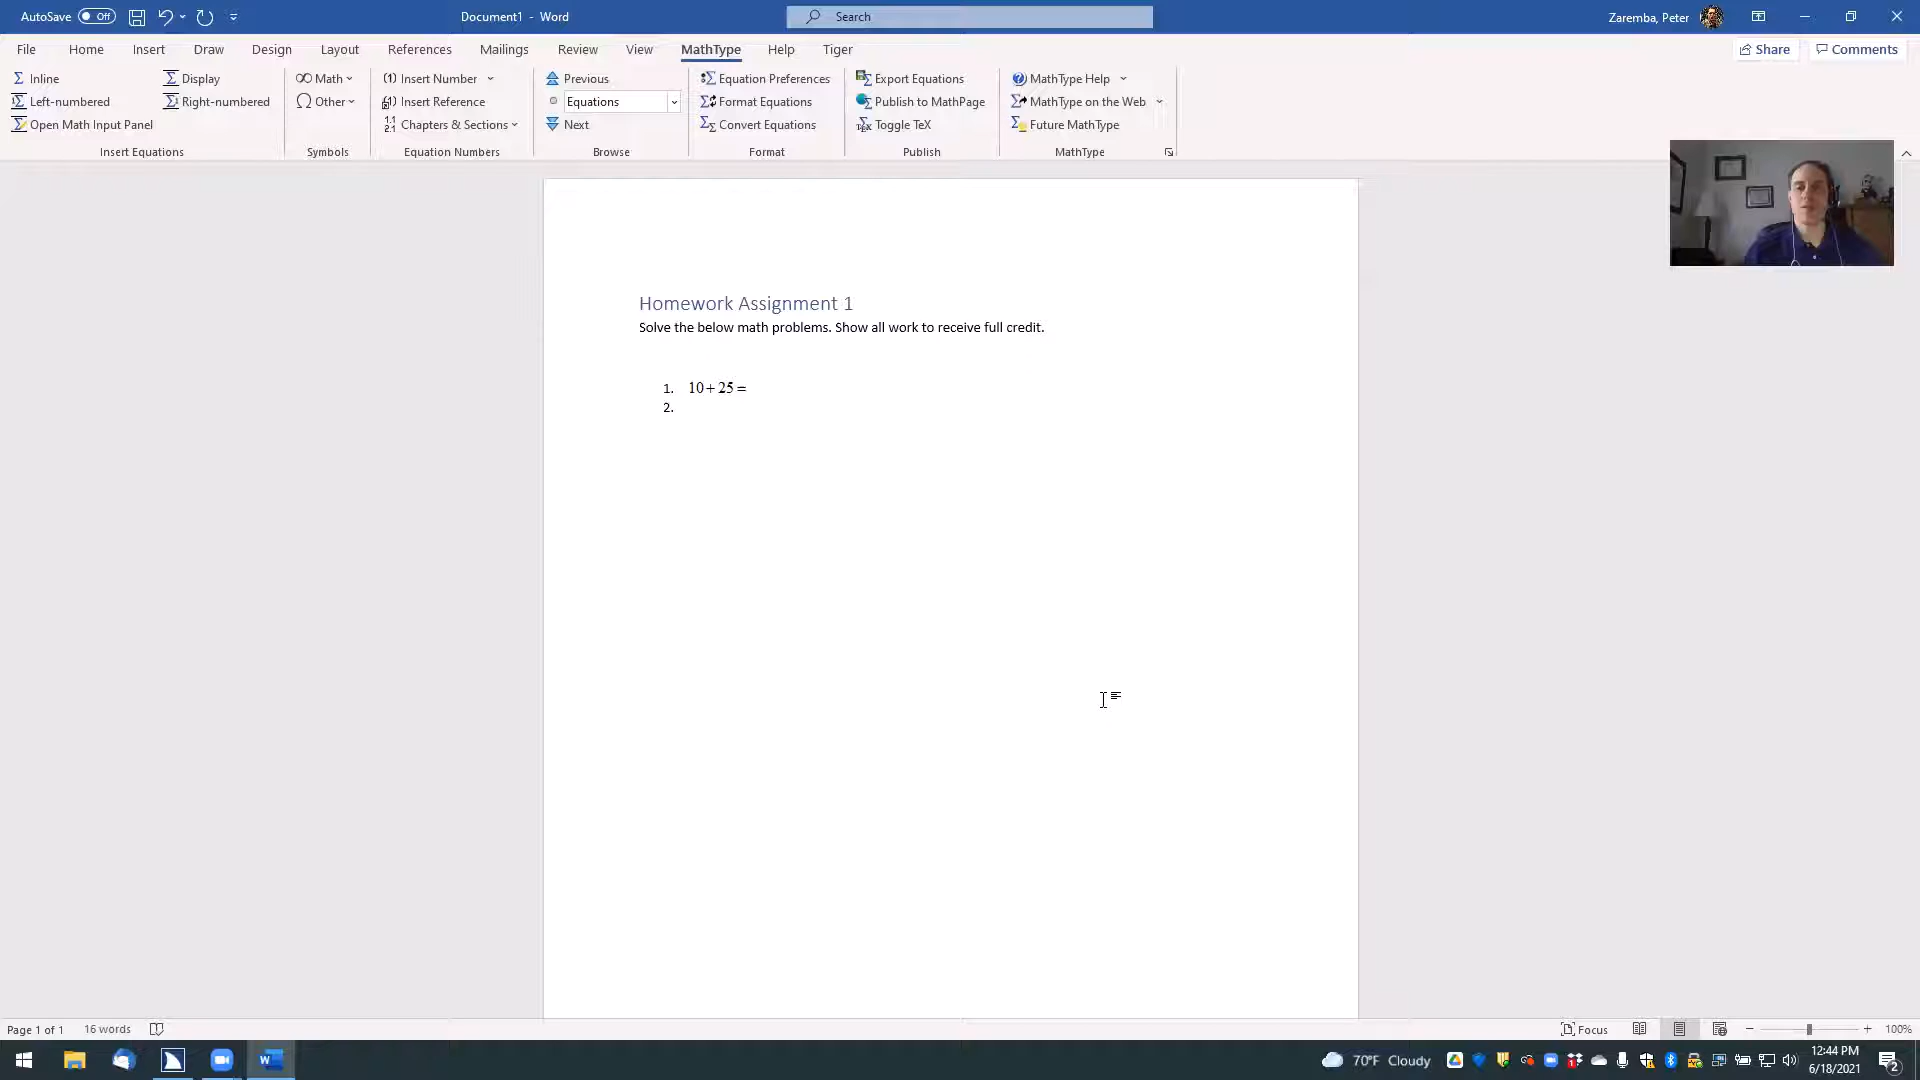 AutoSave Off Document1 - Word Search Zaremba, Peter
File Home Insert Draw Design Layout References Mailings Review View MathType Help Tiger Share Comments
Inline Display Math Insert Number Previous Equation Preferences Export Equations MathType Help
Left-numbered Right-numbered Other Insert Reference Equations Format Equations Publish to MathPage MathType on the Web
Open Math Input Panel Chapters & Sections Next Convert Equations Toggle TeX Future MathType
Insert Equations Symbols Equation Numbers Browse Format Publish MathType
Homework Assignment 1
Solve the below math problems. Show all work to receive full credit.
1. 10 + 25 =
2.
Page 1 of 1 16 words Focus 100%
70°F Cloudy 12:44 PM
6/18/2021
2